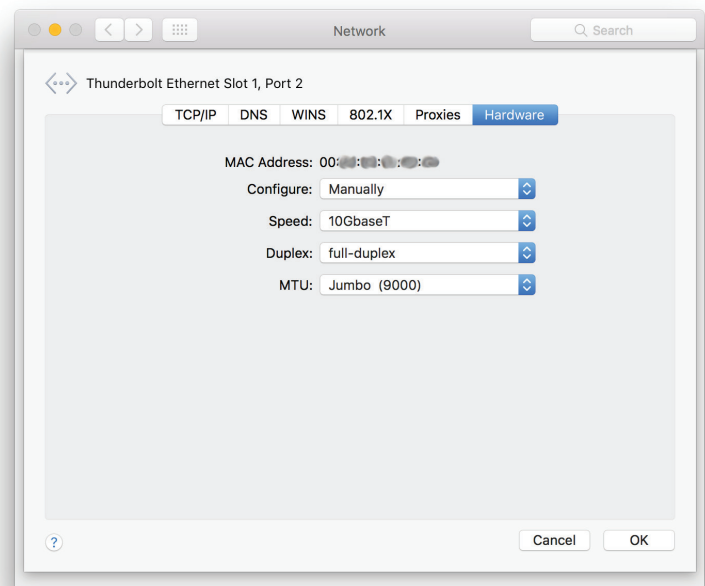 Network
Search
Thunderbolt Ethernet Slot 1, Port 2
TCP/IP DNS WINS 802.1X Proxies Hardware
MAC Address: 00:
Configure: Manually
Speed: 10GbaseT
Duplex: full-duplex
MTU: Jumbo (9000)
? Cancel OK